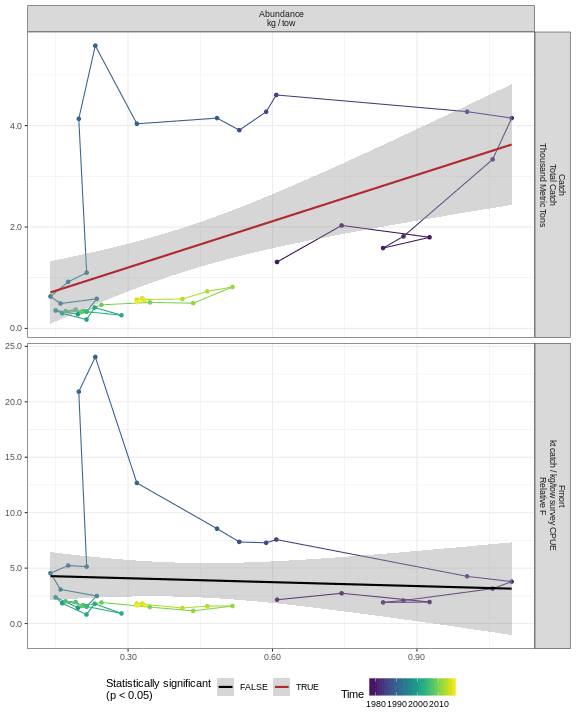 Abundance
kg / tow
4.0
2.0
0.0
Catch
Total Catch
Thousand Metric Tons
25.0
20.0
15.0
10.0
5.0
0.0
Fmort
kt catch / kg/tow survey CPUE
Relative F
0.30
0.60
0.90
Statistically significant
(p < 0.05)
FALSE
TRUE
Time
1980 1990 2000 2010